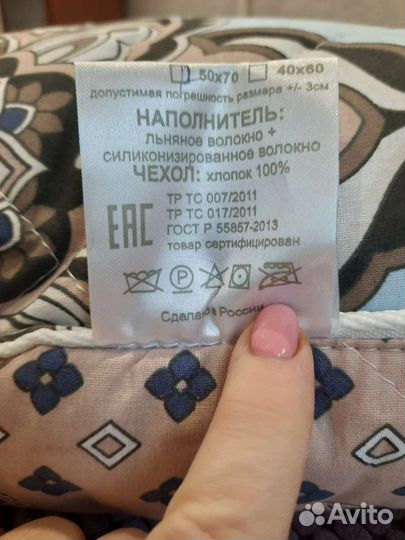 50x70 40x60
допустимая погрешность размера +/- 3см
НАПОЛНИТЕЛЬ:
льняное волокно +
силиконизированное волокно
ЧЕХОЛ: хлопок 100%
ТР ТС 007/2011
ТР ТС 017/2011
ГОСТ Р 55857-2013
товар сертифицирован
EAC
P
Сделано в России
Avito